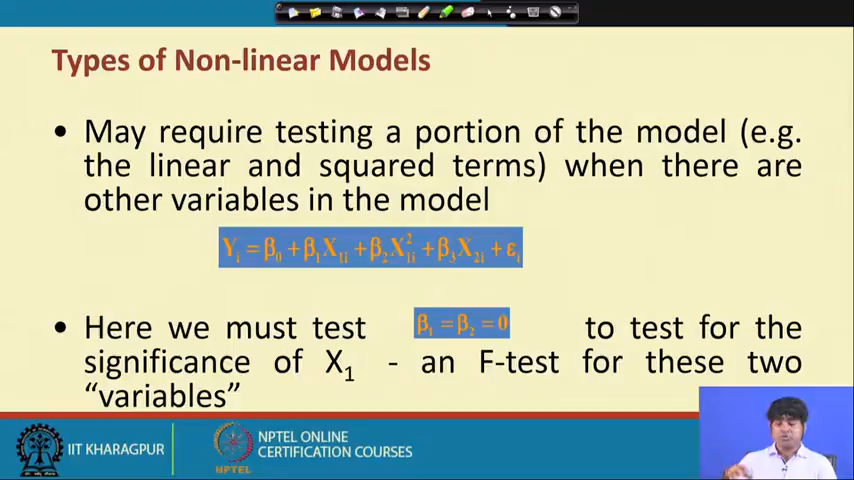 Types of Non-linear Models
• May require testing a portion of the model (e.g.
the linear and squared terms) when there are
other variables in the model
Yᵢ = β₀ + β₁X₁ᵢ + β₂X₁ᵢ² + β₃X₂ᵢ + εᵢ
• Here we must test β₁ = β₂ = 0 to test for the
significance of X₁ - an F-test for these two
“variables”
IIT KHARAGPUR
NPTEL
NPTEL ONLINE
CERTIFICATION COURSES